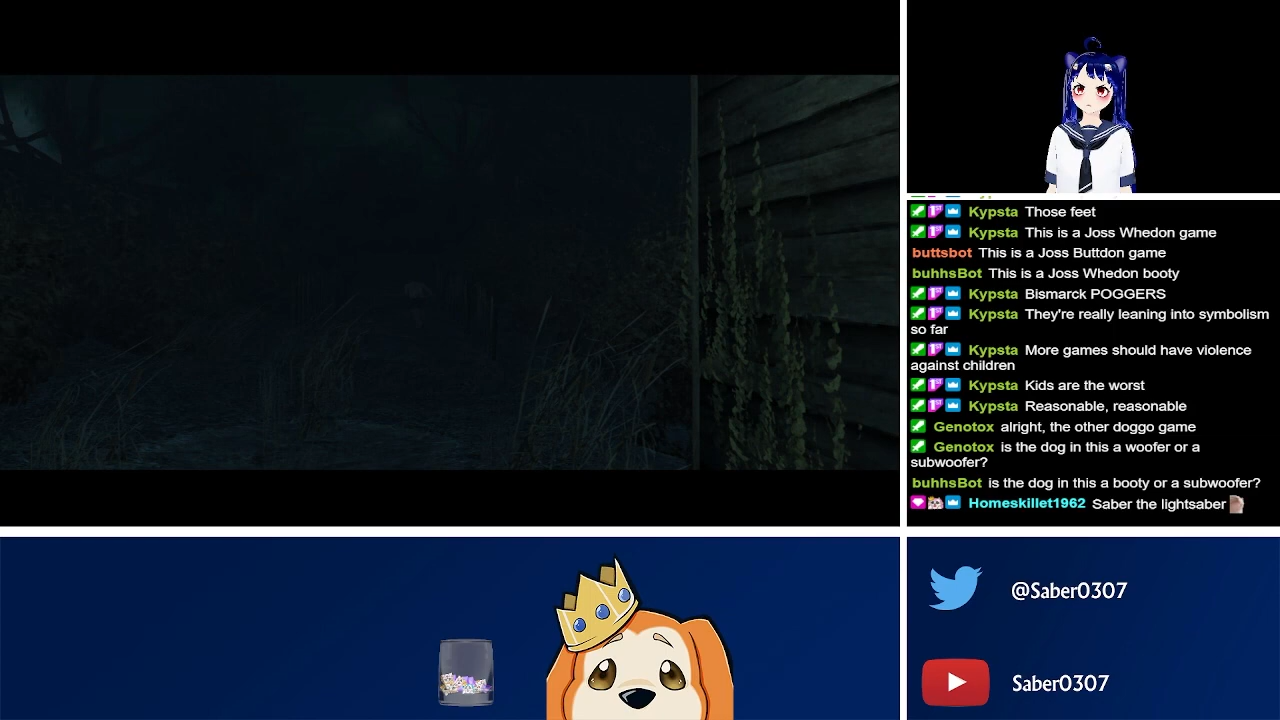 Kypsta Those feet
Kypsta This is a Joss Whedon game
buttsbot This is a Joss Buttdon game
buhhsBot This is a Joss Whedon booty
Kypsta Bismarck POGGERS
Kypsta They're really leaning into symbolism
so far
Kypsta More games should have violence
against children
Kypsta Kids are the worst
Kypsta Reasonable, reasonable
Genotox alright, the other doggo game
Genotox is the dog in this a woofer or a
subwoofer?
buhhsBot is the dog in this a booty or a subwoofer?
Homeskillet1962 Saber the lightsaber
@Saber0307
Saber0307